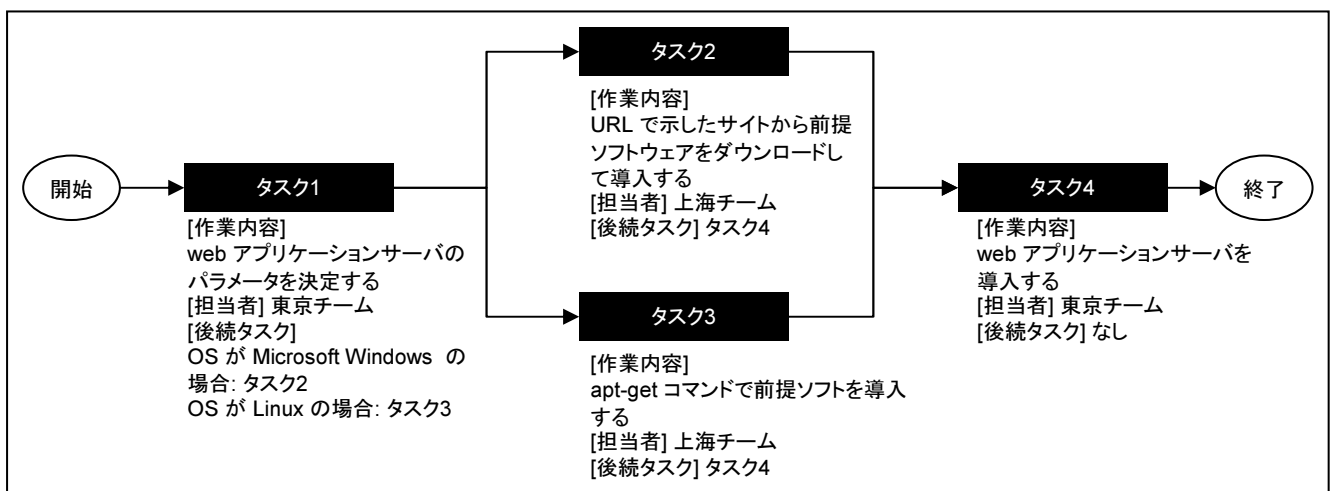 開始
タスク1
[作業内容]
web アプリケーションサーバの
パラメータを決定する
[担当者] 東京チーム
[後続タスク]
OS が Microsoft Windows の
場合: タスク2
OS が Linux の場合: タスク3
タスク2
[作業内容]
URL で示したサイトから前提
ソフトウェアをダウンロードし
て導入する
[担当者] 上海チーム
[後続タスク] タスク4
タスク3
[作業内容]
apt-get コマンドで前提ソフトを導入
する
[担当者] 上海チーム
[後続タスク] タスク4
タスク4
[作業内容]
web アプリケーションサーバを
導入する
[担当者] 東京チーム
[後続タスク] なし
終了